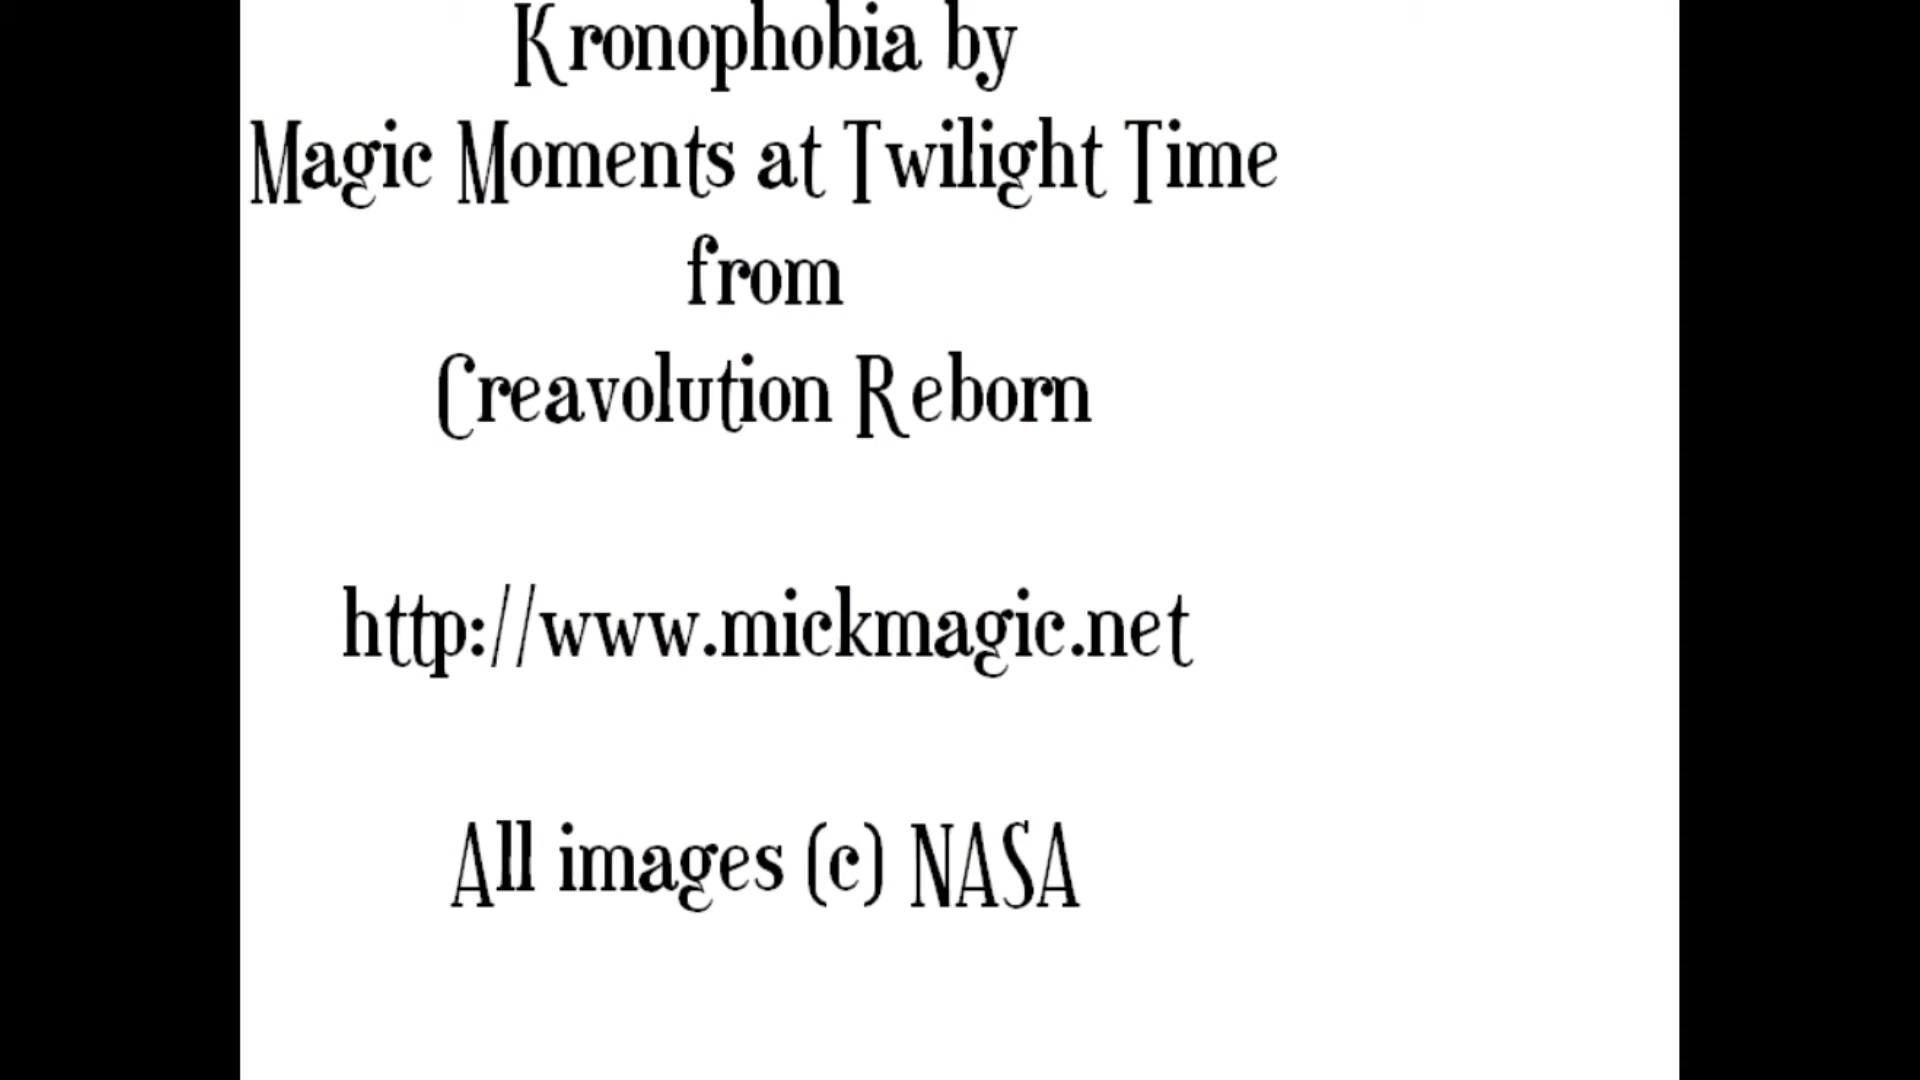 Kronophobia by
Magic Moments at Twilight Time
from
Creavolution Reborn
http://www.mickmagic.net
All images (c) NASA